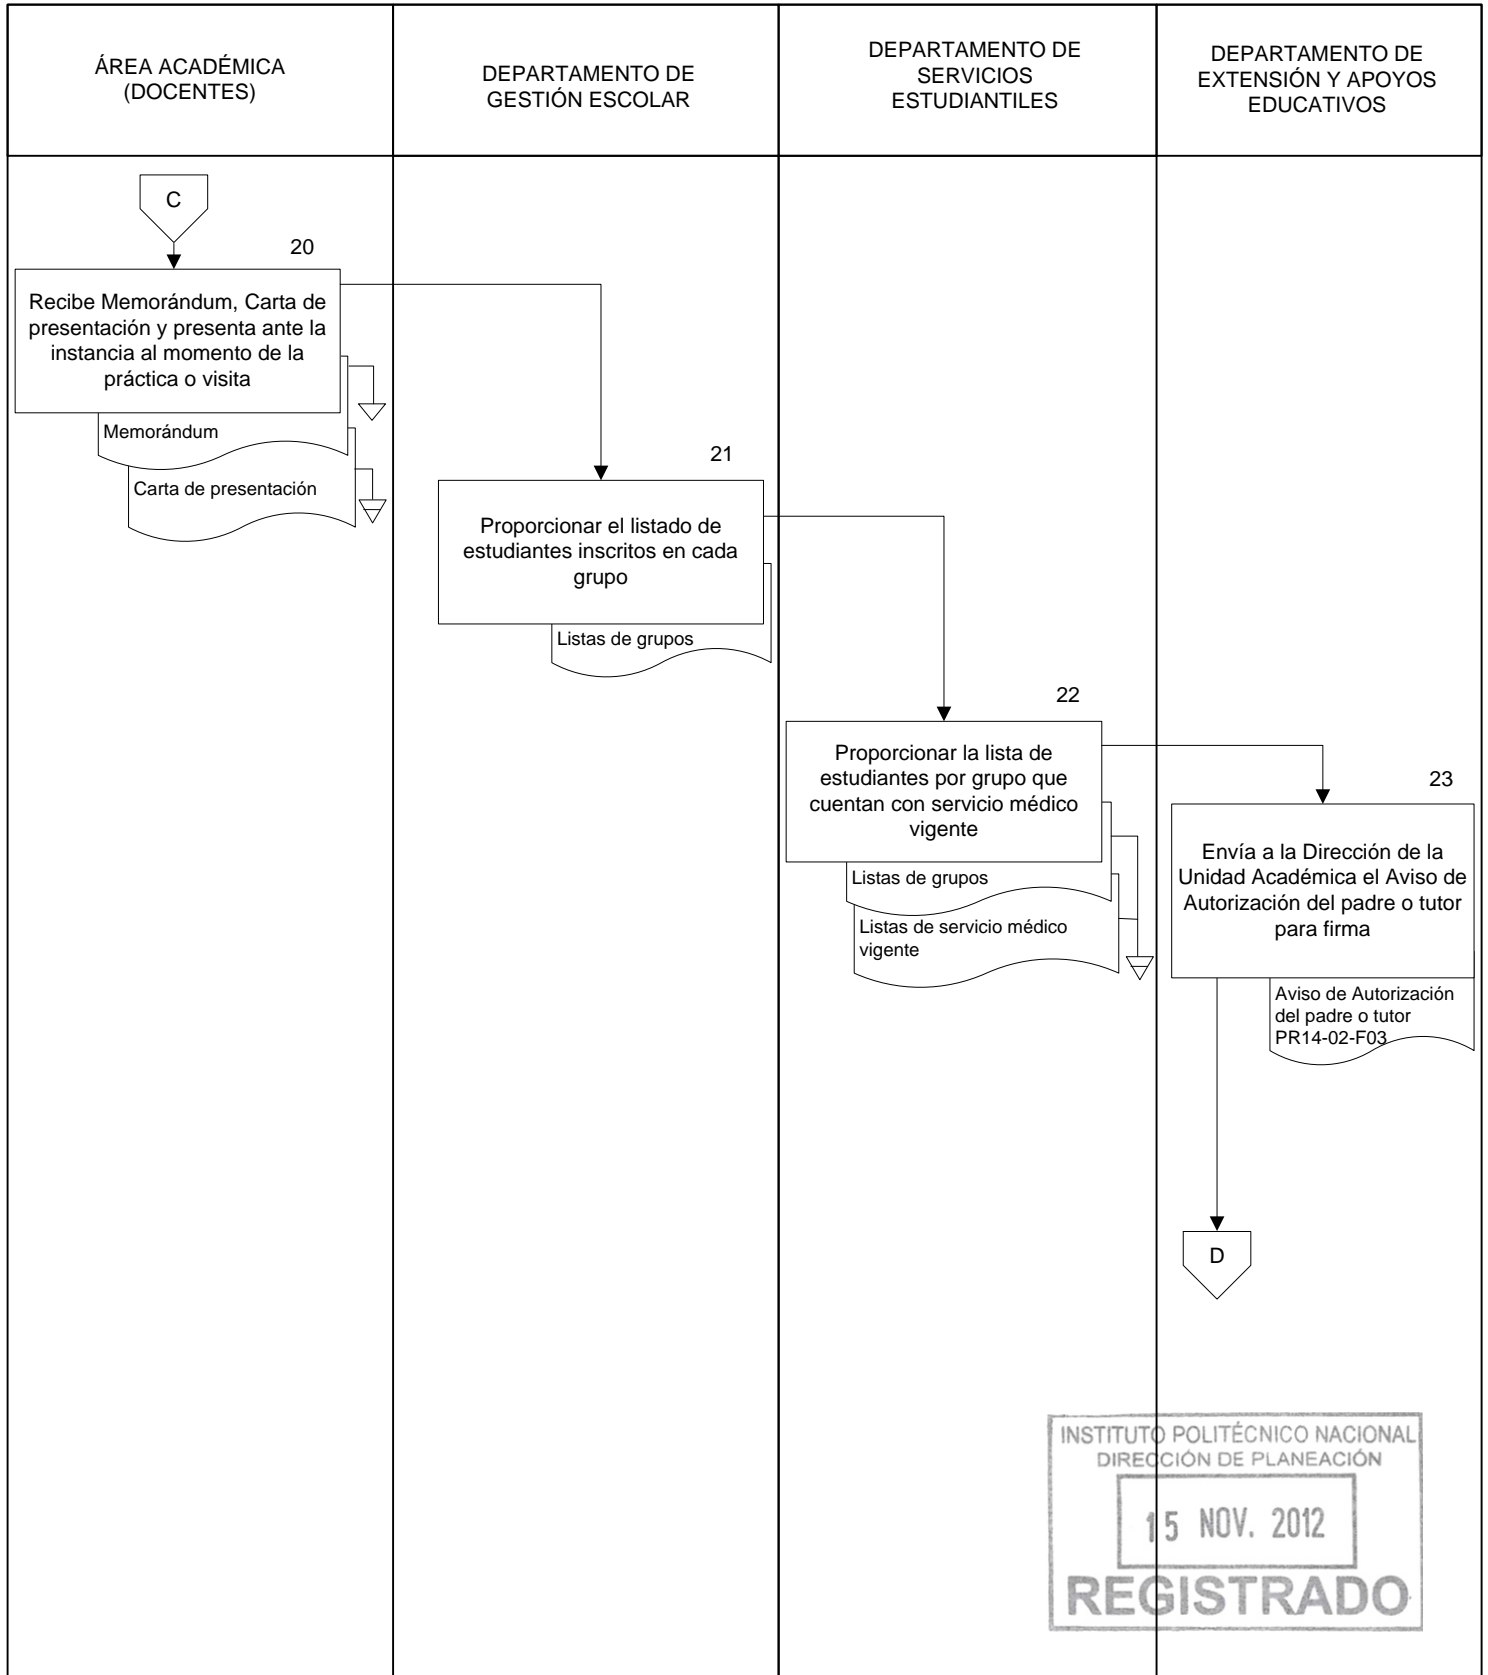 ÁREA ACADÉMICA
(DOCENTES)
DEPARTAMENTO DE
GESTIÓN ESCOLAR
DEPARTAMENTO DE
SERVICIOS
ESTUDIANTILES
DEPARTAMENTO DE
EXTENSIÓN Y APOYOS
EDUCATIVOS
C
20
Recibe Memorándum, Carta de
presentación y presenta ante la
instancia al momento de la
práctica o visita
Memorándum
Carta de presentación
21
Proporcionar el listado de
estudiantes inscritos en cada
grupo
Listas de grupos
22
Proporcionar la lista de
estudiantes por grupo que
cuentan con servicio médico
vigente
Listas de grupos
Listas de servicio médico
vigente
23
Envía a la Dirección de la
Unidad Académica el Aviso de
Autorización del padre o tutor
para firma
Aviso de Autorización
del padre o tutor
PR14-02-F03
D
INSTITUTO POLITÉCNICO NACIONAL
DIRECCIÓN DE PLANEACIÓN
15 NOV. 2012
REGISTRADO